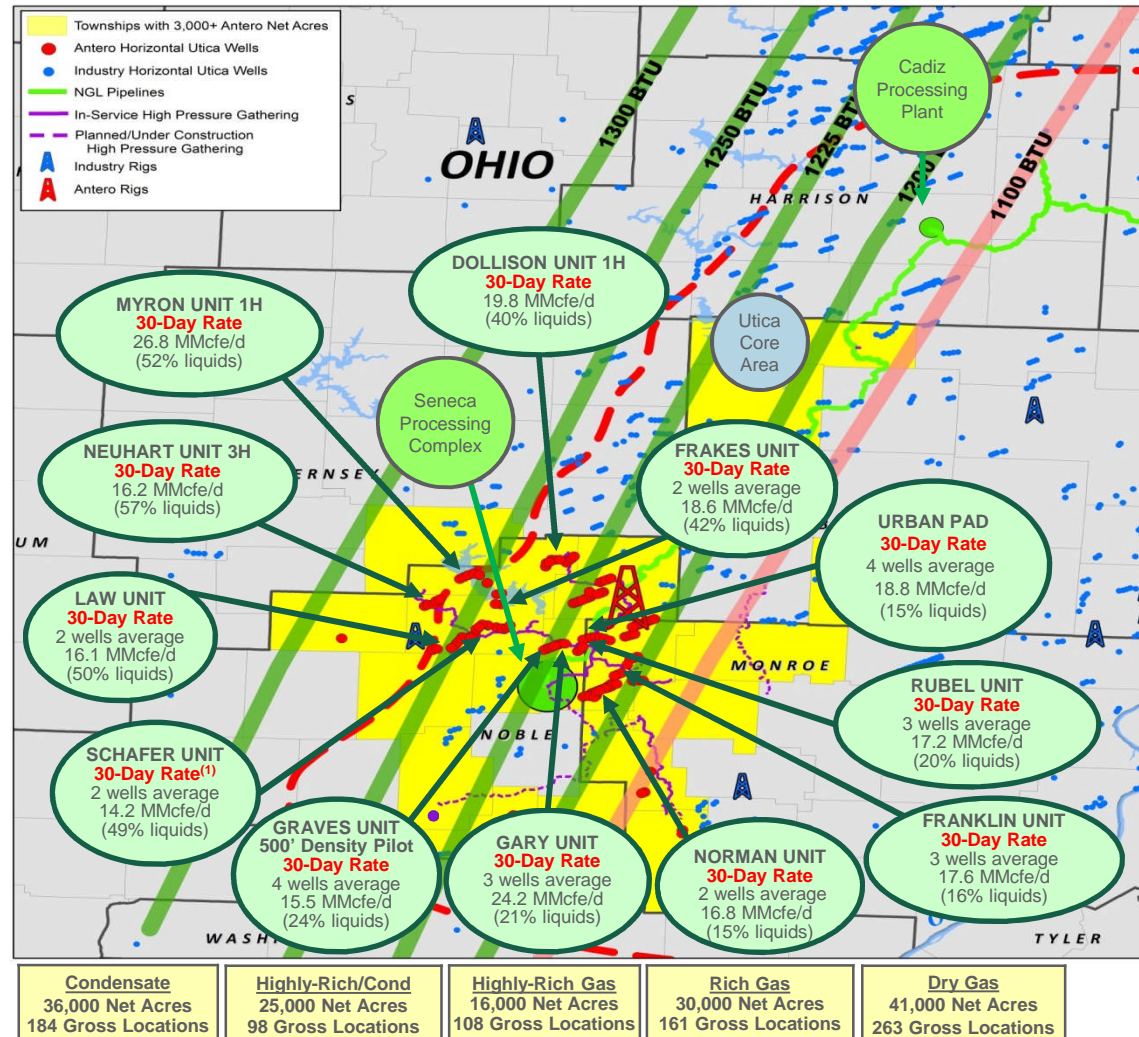 Townships with 3,000+ Antero Net Acres
Antero Horizontal Utica Wells
Industry Horizontal Utica Wells
NGL Pipelines
In-Service High Pressure Gathering
Planned/Under Construction
High Pressure Gathering
Industry Rigs
Antero Rigs
OHIO
1300 BTU
1250 BTU
1225 BTU
1200 B
1100 BTU
Cadiz
Processing
Plant
HARRISON
DOLLISON UNIT 1H
30-Day Rate
19.8 MMcfe/d
(40% liquids)
MYRON UNIT 1H
30-Day Rate
26.8 MMcfe/d
(52% liquids)
Utica
Core
Area
Seneca
Processing
Complex
NEUHART UNIT 3H
30-Day Rate
16.2 MMcfe/d
(57% liquids)
ERNSEY
FRAKES UNIT
30-Day Rate
2 wells average
18.6 MMcfe/d
(42% liquids)
URBAN PAD
30-Day Rate
4 wells average
18.8 MMcfe/d
(15% liquids)
UM
LAW UNIT
30-Day Rate
2 wells average
16.1 MMcfe/d
(50% liquids)
MONROE
RUBEL UNIT
30-Day Rate
3 wells average
17.2 MMcfe/d
(20% liquids)
NOBLE
SCHAFER UNIT
30-Day Rate(1)
2 wells average
14.2 MMcfe/d
(49% liquids)
GRAVES UNIT
500' Density Pilot
30-Day Rate
4 wells average
15.5 MMcfe/d
(24% liquids)
GARY UNIT
30-Day Rate
3 wells average
24.2 MMcfe/d
(21% liquids)
NORMAN UNIT
30-Day Rate
2 wells average
16.8 MMcfe/d
(15% liquids)
FRANKLIN UNIT
30-Day Rate
3 wells average
17.6 MMcfe/d
(16% liquids)
WASH
TYLER
Condensate
36,000 Net Acres
184 Gross Locations
Highly-Rich/Cond
25,000 Net Acres
98 Gross Locations
Highly-Rich Gas
16,000 Net Acres
108 Gross Locations
Rich Gas
30,000 Net Acres
161 Gross Locations
Dry Gas
41,000 Net Acres
263 Gross Locations